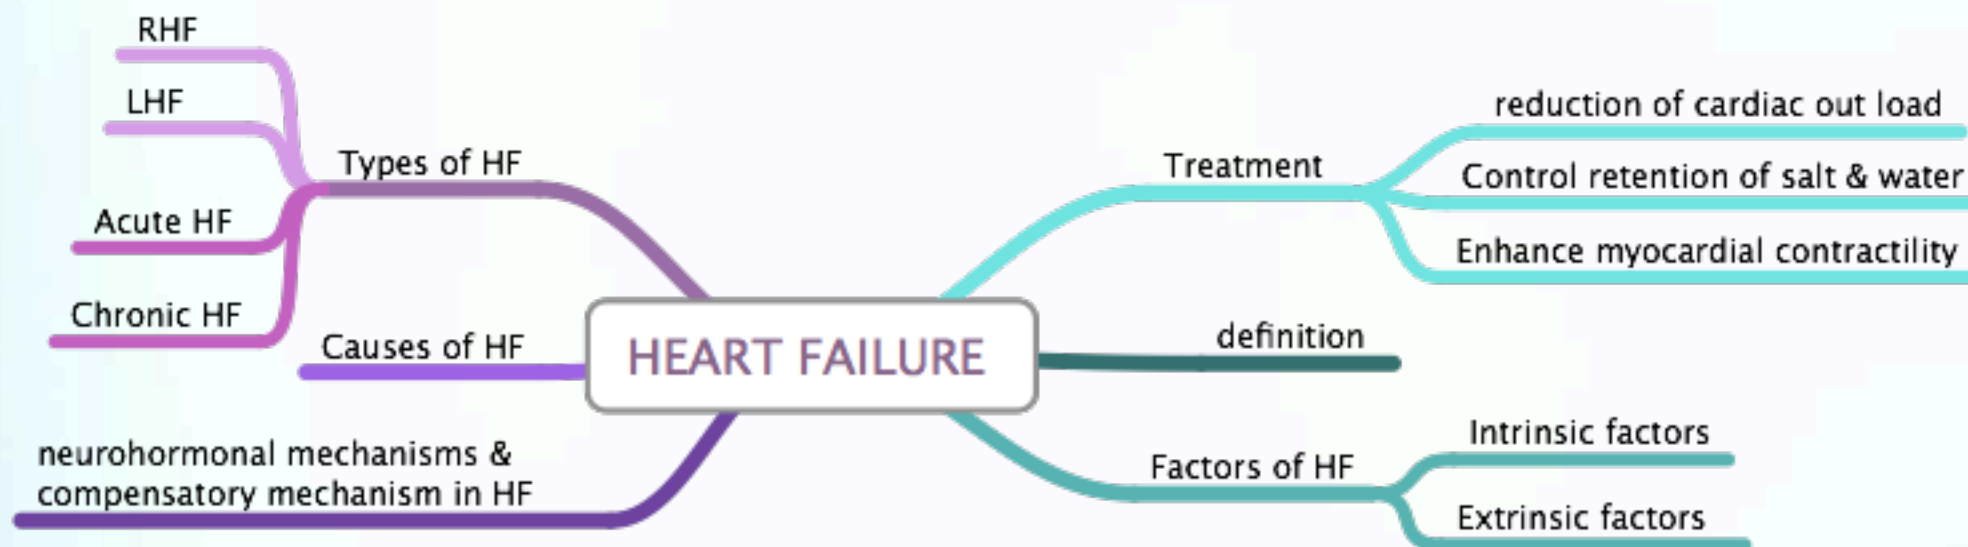 RHF
LHF
Types of HF
Acute HF
Chronic HF
Causes of HF
neurohormonal mechanisms &
compensatory mechanism in HF
HEART FAILURE
Treatment
reduction of cardiac out load
Control retention of salt & water
Enhance myocardial contractility
definition
Factors of HF
Intrinsic factors
Extrinsic factors